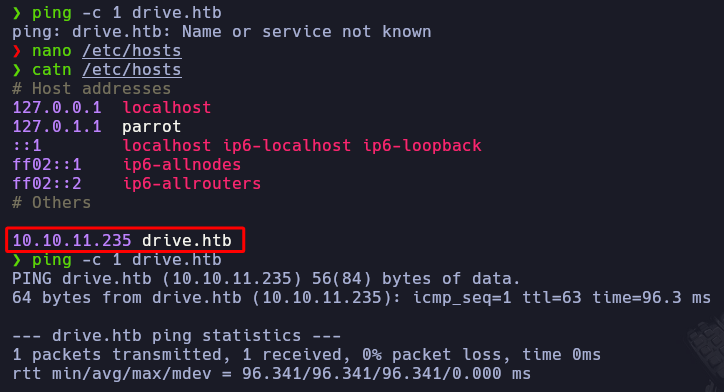 ❯ ping -c 1 drive.htb
ping: drive.htb: Name or service not known
❯ nano /etc/hosts
❯ catn /etc/hosts
# Host addresses
127.0.0.1  localhost
127.0.1.1  parrot
::1        localhost ip6-localhost ip6-loopback
ff02::1    ip6-allnodes
ff02::2    ip6-allrouters
# Others
10.10.11.235 drive.htb
❯ ping -c 1 drive.htb
PING drive.htb (10.10.11.235) 56(84) bytes of data.
64 bytes from drive.htb (10.10.11.235): icmp_seq=1 ttl=63 time=96.3 ms
--- drive.htb ping statistics ---
1 packets transmitted, 1 received, 0% packet loss, time 0ms
rtt min/avg/max/mdev = 96.341/96.341/96.341/0.000 ms